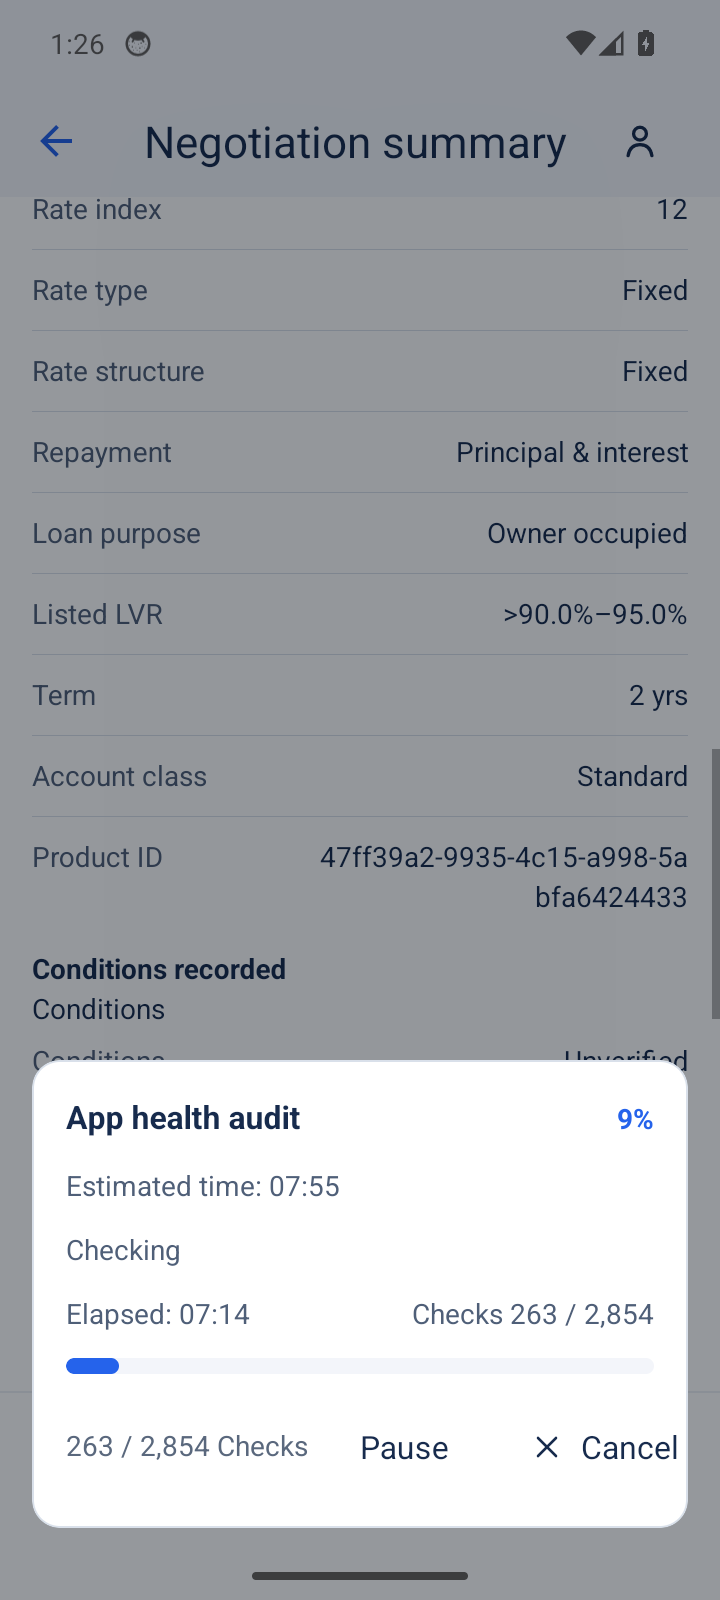 1:26
Negotiation summary
Rate index 12
Rate type Fixed
Rate structure Fixed
Repayment Principal & interest
Loan purpose Owner occupied
Listed LVR >90.0%–95.0%
Term 2 yrs
Account class Standard
Product ID 47ff39a2-9935-4c15-a998-5a
bfa6424433
Conditions recorded
Conditions
Conditions Unverified
App health audit 9%
Estimated time: 07:55
Checking
Elapsed: 07:14 Checks 263 / 2,854
263 / 2,854 Checks Pause Cancel